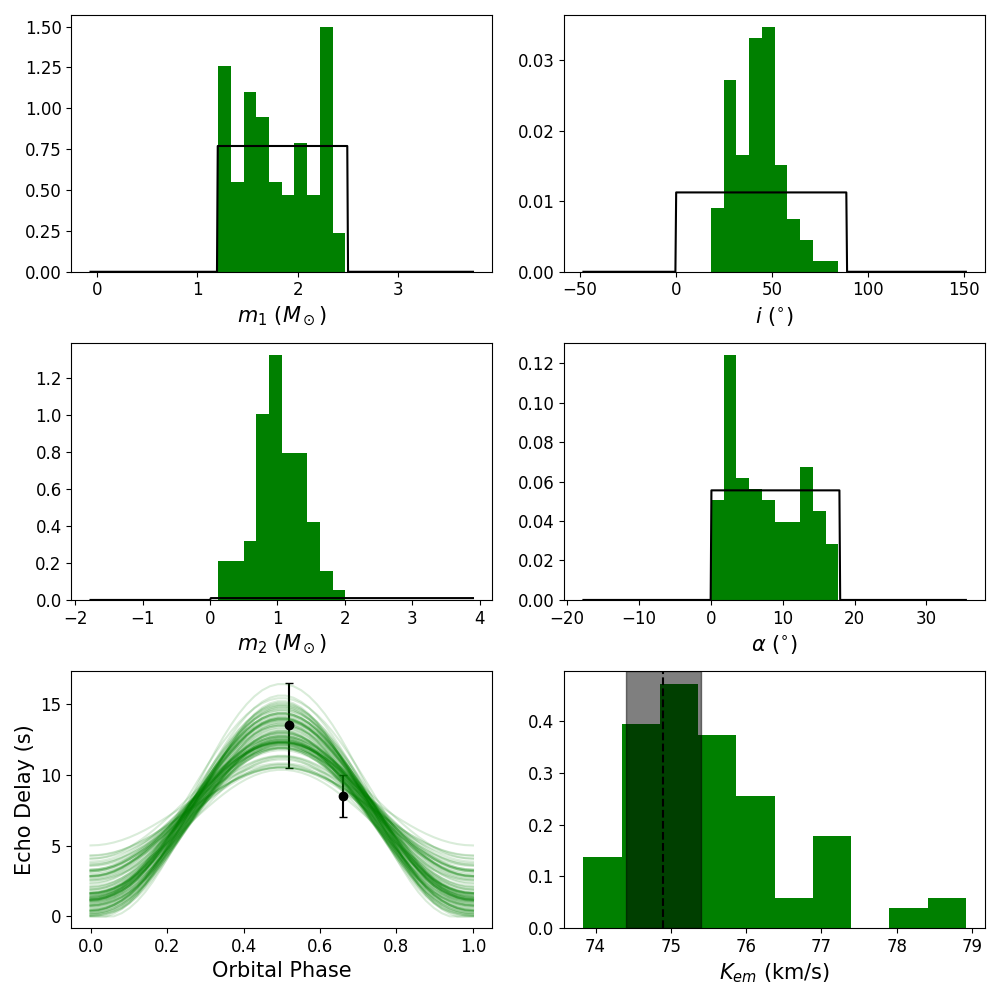 1.50
1.25
1.00
0.75
0.50
0.25
0.00
0 1 2 3
m₁ (M⊙)
0.03
0.02
0.01
0.00
−50 0 50 100 150
i (°)
1.2
1.0
0.8
0.6
0.4
0.2
0.0
−2 −1 0 1 2 3 4
m₂ (M⊙)
0.12
0.10
0.08
0.06
0.04
0.02
0.00
−20 −10 0 10 20 30
α (°)
Echo Delay (s)
15
10
5
0
0.0 0.2 0.4 0.6 0.8 1.0
Orbital Phase
0.4
0.3
0.2
0.1
0.0
74 75 76 77 78 79
Kₑₘ (km/s)